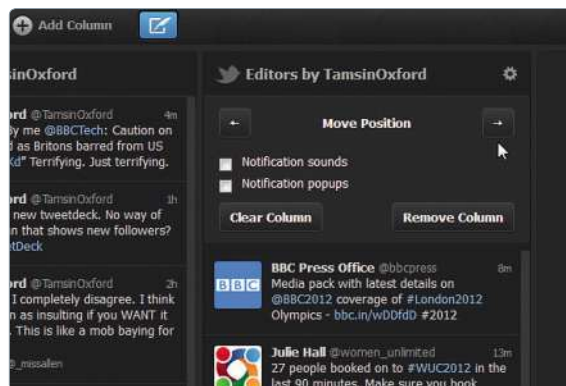 Add Column
sinOxford
ord @TamsinOxford 4m
By me @BBCTech: Caution on
d as Britons barred from US
Kd" Terrifying. Just terrifying.
ord @TamsinOxford 1h
new tweetdeck. No way of
n that shows new followers?
etDeck
ord @TamsinOxford 2h
I completely disagree. I think
n as insulting if you WANT it
. This is like a mob baying for
@_missallen
Editors by TamsinOxford
← Move Position →
Notification sounds
Notification popups
Clear Column Remove Column
BBC
BBC Press Office @bbcpress 8m
Media pack with latest details on
@BBC2012 coverage of #London2012
Olympics - bbc.in/wDDfdD #2012
Julie Hall @women_unlimited 13m
27 people booked on to #WUC2012 in the
last 90 minutes. Make sure you book